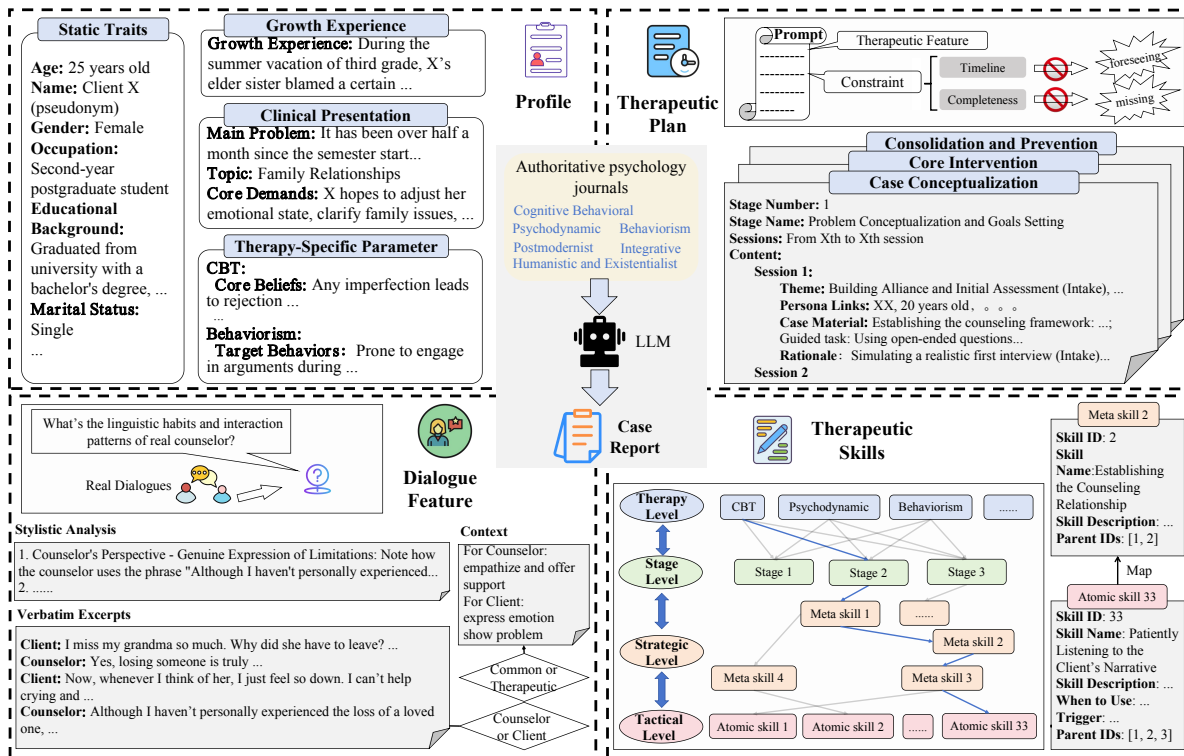 Static Traits
Age: 25 years old
Name: Client X
(pseudonym)
Gender: Female
Occupation:
Second-year
postgraduate student
Educational
Background:
Graduated from
university with a
bachelor's degree, ...
Marital Status:
Single
...
Growth Experience
Growth Experience: During the
summer vacation of third grade, X's
elder sister blamed a certain ...
Clinical Presentation
Main Problem: It has been over half a
month since the semester start...
Topic: Family Relationships
Core Demands: X hopes to adjust her
emotional state, clarify family issues, ...
Therapy-Specific Parameter
CBT:
Core Beliefs: Any imperfection leads
to rejection ...
...
Behaviorism:
Target Behaviors: Prone to engage
in arguments during ...
Profile
Authoritative psychology
journals
Cognitive Behavioral
Psychodynamic Behaviorism
Postmodernist Integrative
Humanistic and Existentialist
LLM
Case
Report
Therapeutic
Plan
Prompt
Therapeutic Feature
Constraint
Timeline
Completeness
foreseeing
missing
Consolidation and Prevention
Core Intervention
Case Conceptualization
Stage Number: 1
Stage Name: Problem Conceptualization and Goals Setting
Sessions: From Xth to Xth session
Content:
Session 1:
Theme: Building Alliance and Initial Assessment (Intake), ...
Persona Links: XX, 20 years old，。。。。
Case Material: Establishing the counseling framework: ...;
Guided task: Using open-ended questions...
Rationale： Simulating a realistic first interview (Intake)...
Session 2
What's the linguistic habits and interaction
patterns of real counselor?
Real Dialogues
Dialogue
Feature
Stylistic Analysis
1. Counselor's Perspective - Genuine Expression of Limitations: Note how
the counselor uses the phrase "Although I haven't personally experienced...
2. ......
Verbatim Excerpts
Client: I miss my grandma so much. Why did she have to leave? ...
Counselor: Yes, losing someone is truly ...
Client: Now, whenever I think of her, I just feel so down. I can't help
crying and ...
Counselor: Although I haven't personally experienced the loss of a loved
one, ...
Context
For Counselor:
empathize and offer
support
For Client:
express emotion
show problem
Common or
Therapeutic
Counselor
or Client
Therapeutic
Skills
Therapy
Level
Stage
Level
Strategic
Level
Tactical
Level
CBT
Psychodynamic
Behaviorism
......
Stage 1
Stage 2
Stage 3
Meta skill 1
......
Meta skill 2
Meta skill 4
Meta skill 3
Atomic skill 1
Atomic skill 2
......
Atomic skill 33
Meta skill 2
Skill ID: 2
Skill
Name:Establishing
the Counseling
Relationship
Skill Description: ...
Parent IDs: [1, 2]
Map
Atomic skill 33
Skill ID: 33
Skill Name: Patiently
Listening to the
Client's Narrative
Skill Description: ...
When to Use: ...
Trigger: ...
Parent IDs: [1, 2, 3]